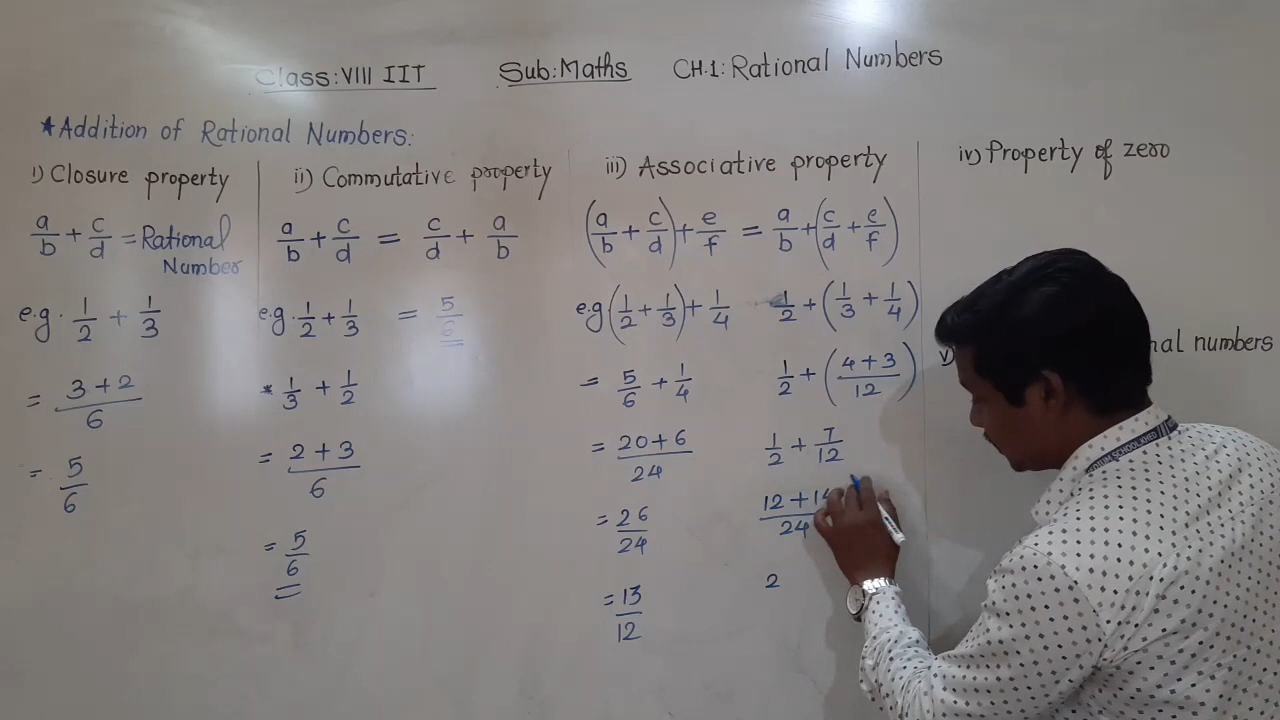 Class:VIII IIT Sub:Maths CH.1: Rational Numbers
*Addition of Rational Numbers:
i) Closure property
a/b + c/d = Rational Number
e.g. 1/2 + 1/3
= 3+2/6
= 5/6
ii) Commutative property
a/b + c/d = c/d + a/b
e.g. 1/2 + 1/3 = 5/6
* 1/3 + 1/2
= 2+3/6
= 5/6
iii) Associative property
(a/b + c/d) + e/f = a/b + (c/d + e/f)
e.g (1/2 + 1/3) + 1/4
= 5/6 + 1/4
= 20+6/24
= 26/24
= 13/12
1/2 + (1/3 + 1/4)
1/2 + (4+3/12)
1/2 + 7/12
12+14/24
2
iv) Property of zero
v) nal numbers